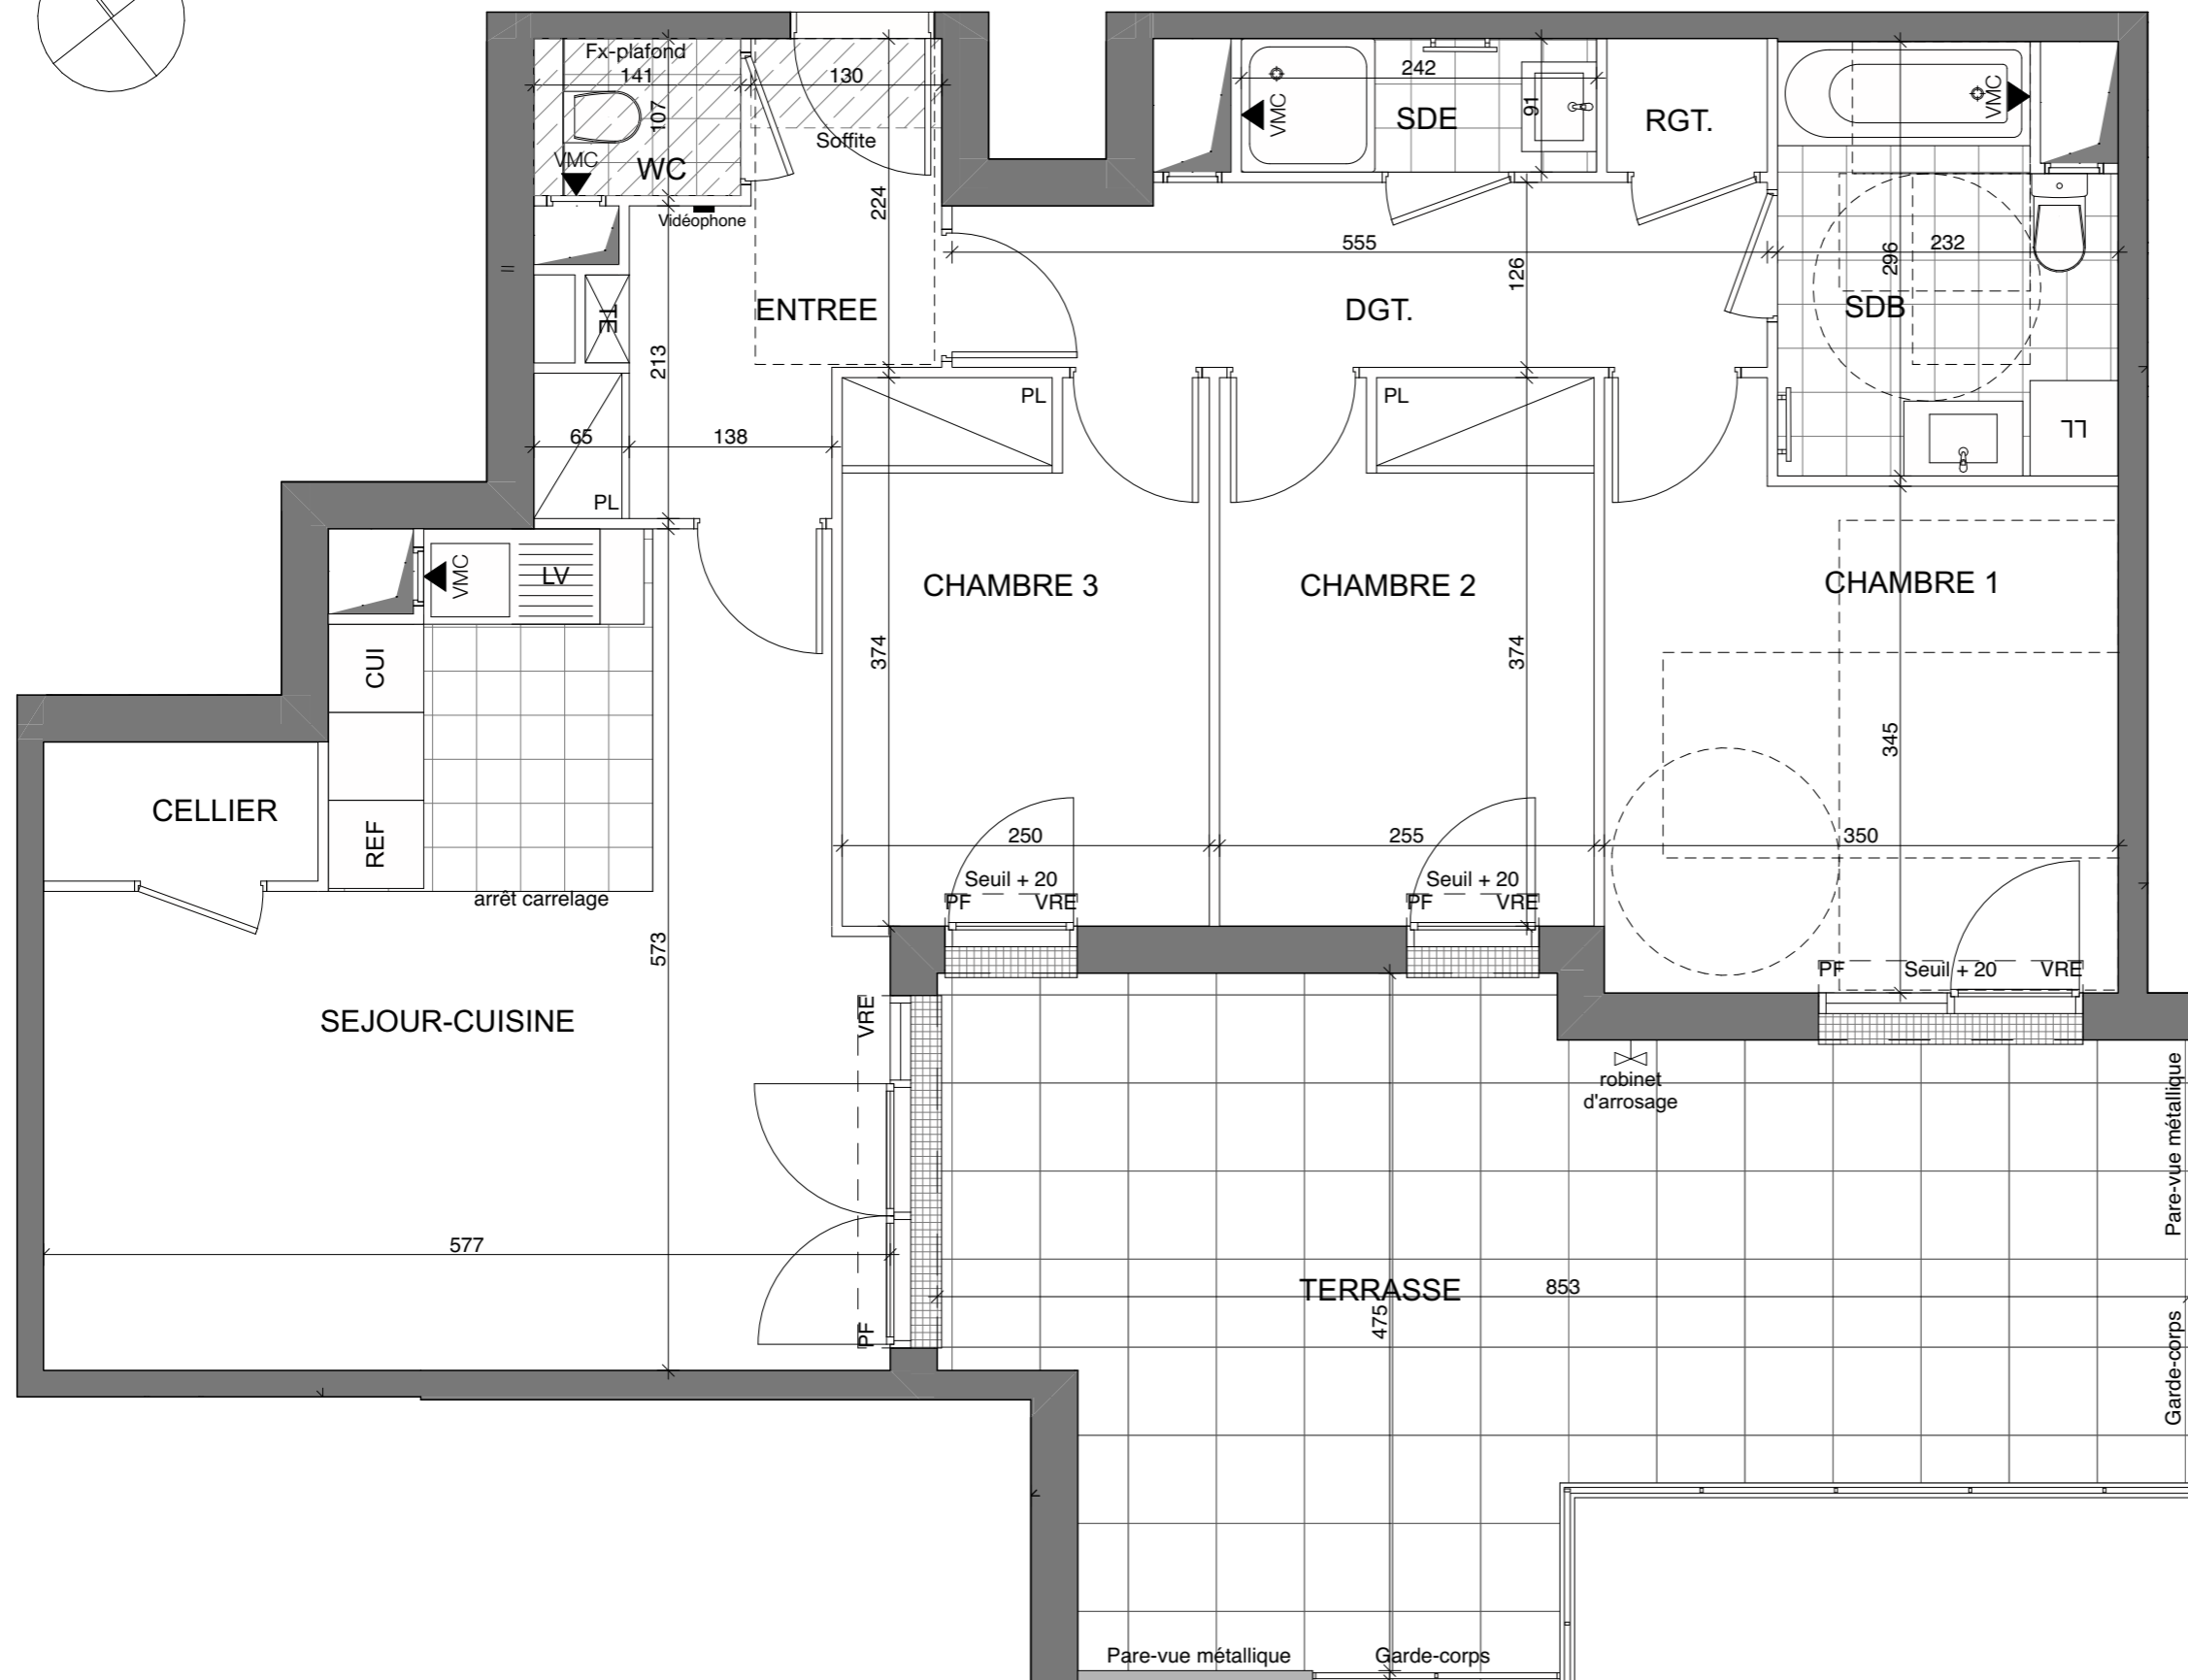 Fx-plafond
141
130
107
WC
VMC
Soffite
224
Vidéophone
242
91
VMC
SDE
RGT.
VMC
555
126
296
232
SDB
ENTREE
DGT.
TE
213
65
138
PL
PL
PL
LL
VMC
LV
CUI
REF
CELLIER
arrêt carrelage
CHAMBRE 3
CHAMBRE 2
CHAMBRE 1
374
374
345
250
255
350
Seuil + 20
PF
VRE
Seuil + 20
PF
VRE
PF
Seuil + 20
VRE
573
SEJOUR-CUISINE
VRE
PF
577
robinet
d'arrosage
Pare-vue métallique
Garde-corps
TERRASSE
853
475
Pare-vue métallique
Garde-corps